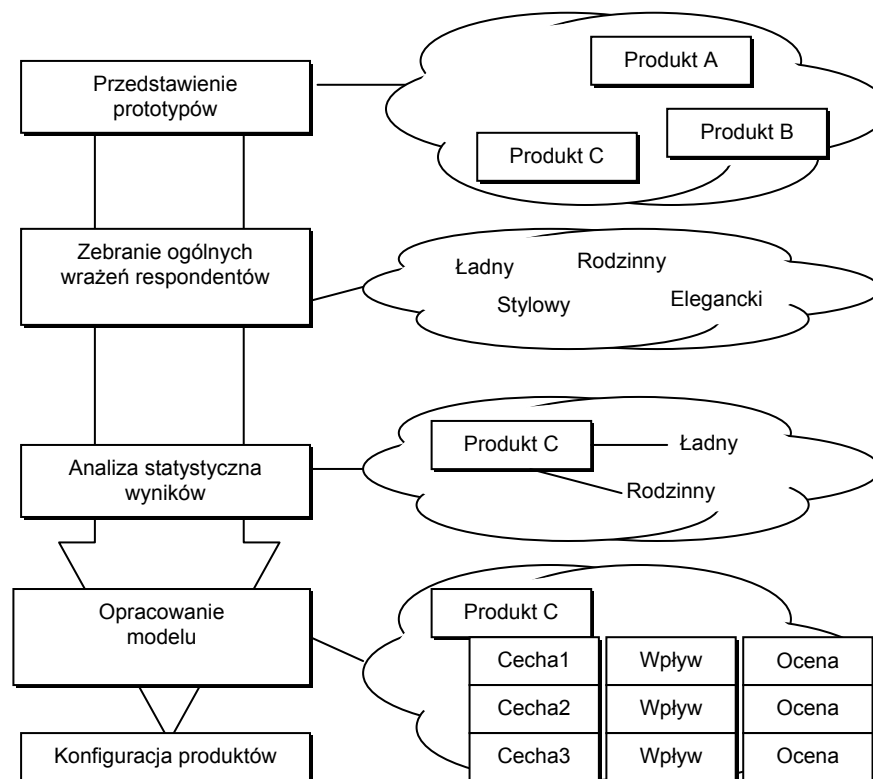 Przedstawienie
prototypów
Produkt A
Produkt B
Produkt C
Zebranie ogólnych
wrażeń respondentów
Ładny
Rodzinny
Stylowy
Elegancki
Analiza statystyczna
wyników
Produkt C
Ładny
Rodzinny
Opracowanie
modelu
Produkt C
Cecha1 Wpływ Ocena
Cecha2 Wpływ Ocena
Cecha3 Wpływ Ocena
Konfiguracja produktów